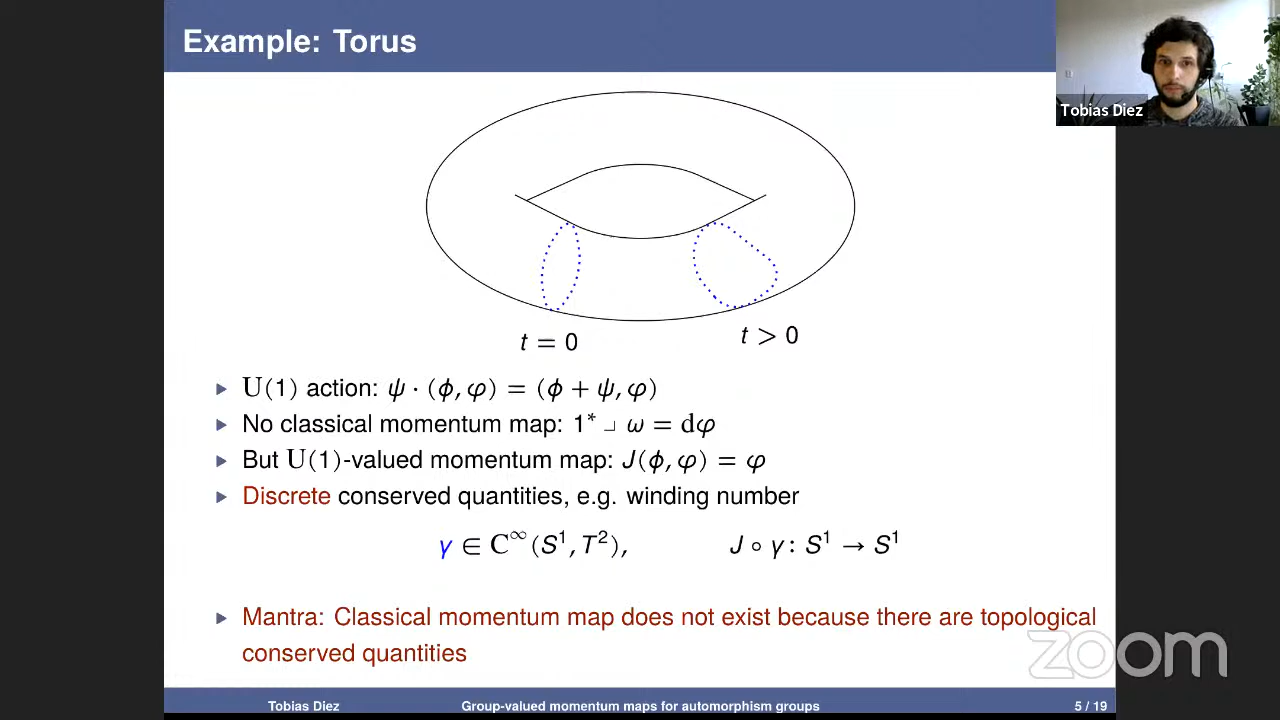 Example: Torus
Tobias Diez
t = 0
t > 0
U(1) action: ψ · (ϕ, φ) = (ϕ + ψ, φ)
No classical momentum map: 1* ⌟ ω = dφ
But U(1)-valued momentum map: J(ϕ, φ) = φ
Discrete conserved quantities, e.g. winding number
γ ∈ C∞(S¹, T²), J ∘ γ: S¹ → S¹
Mantra: Classical momentum map does not exist because there are topological
conserved quantities
zoom
Tobias Diez Group-valued momentum maps for automorphism groups 5 / 19